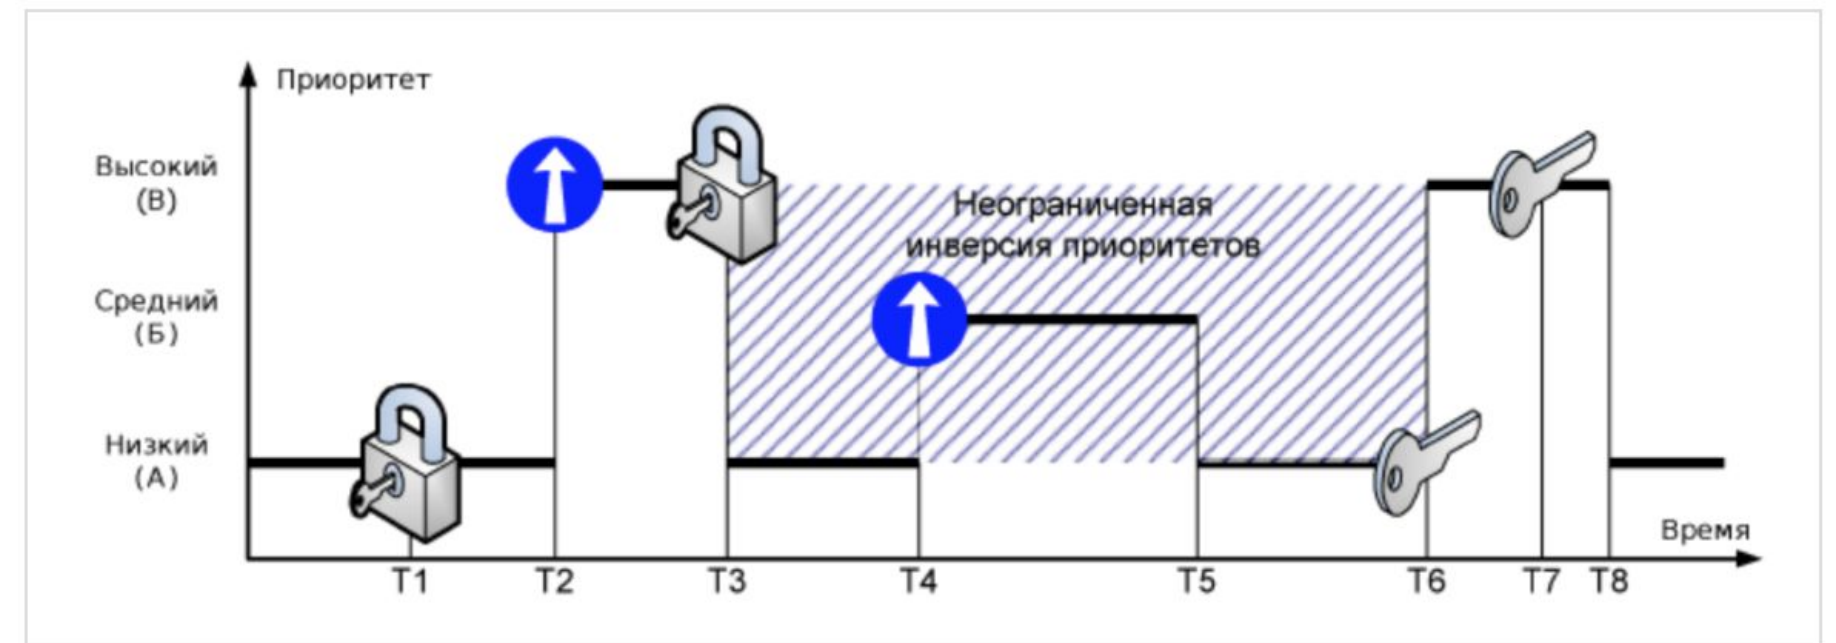 Приоритет
Высокий
(В)
Неограниченная
инверсия приоритетов
Средний
(Б)
Низкий
(А)
Время
T1 T2 T3 T4 T5 T6 T7 T8